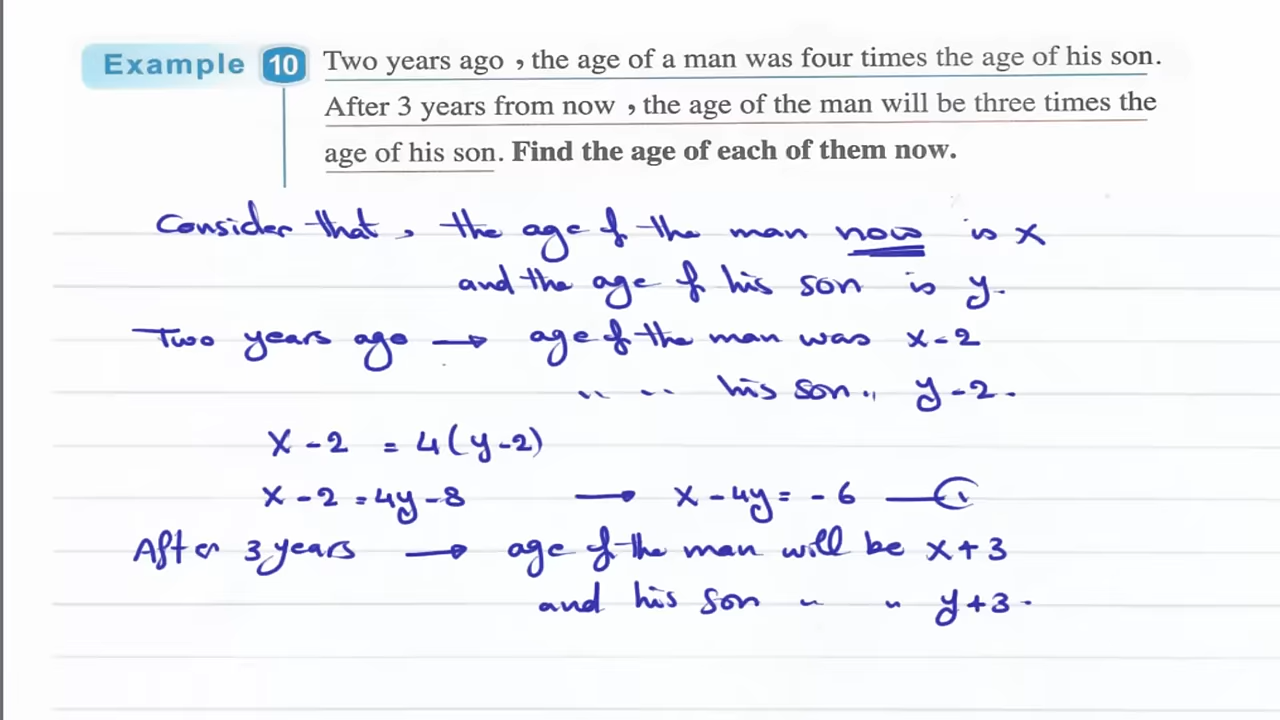 Example 10 Two years ago , the age of a man was four times the age of his son.
After 3 years from now , the age of the man will be three times the
age of his son. Find the age of each of them now.
Consider that , the age of the man now is x
and the age of his son is y.
Two years ago → age of the man was x - 2
" " his son " y - 2 .
x - 2 = 4 ( y - 2 )
x - 2 = 4y - 8 → x - 4y = - 6 — 1
After 3 years → age of the man will be x + 3
and his son " " y + 3 .